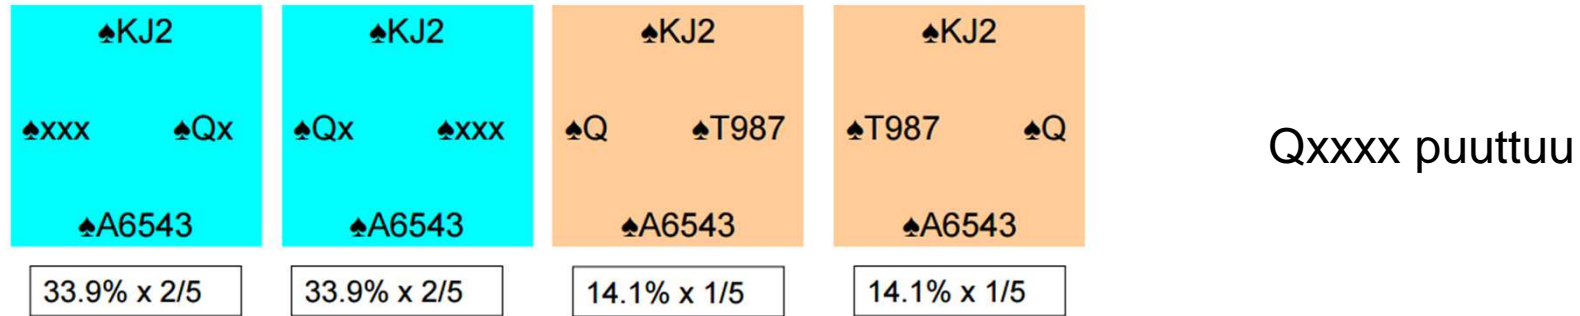 ♠KJ2 ♠KJ2 ♠KJ2 ♠KJ2
♠xxx ♠Qx ♠Qx ♠xxx ♠Q ♠T987 ♠T987 ♠Q Qxxxx puuttuu
♠A6543 ♠A6543 ♠A6543 ♠A6543
33.9% x 2/5 33.9% x 2/5 14.1% x 1/5 14.1% x 1/5